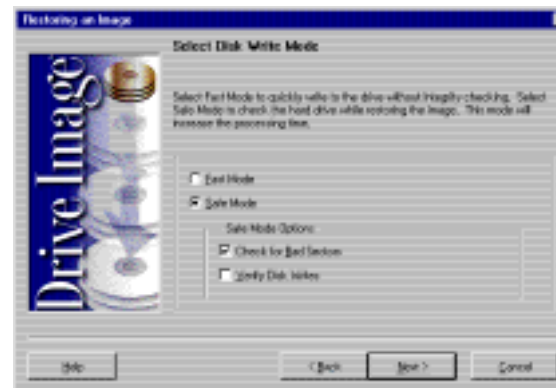 Restoring an Image
Select Disk Write Mode
Select Fast Mode to quickly write to the drive without integrity checking. Select
Safe Mode to check the hard drive while restoring the image. This mode will
increase the processing time.
Fast Mode
Safe Mode
Safe Mode Options
Check for Bad Sectors
Verify Disk Writes
Drive Image
Help
< Back
Next >
Cancel